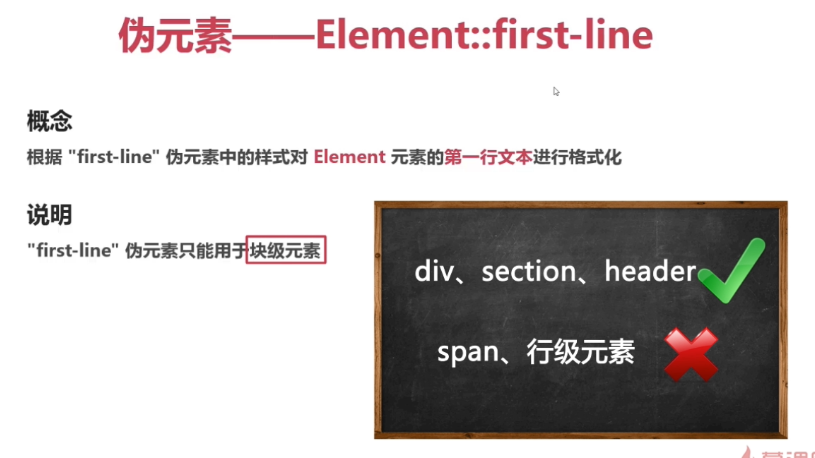 伪元素——Element::first-line
概念
根据 "first-line" 伪元素中的样式对 Element 元素的第一行文本进行格式化
说明
"first-line" 伪元素只能用于块级元素
div、section、header
span、行级元素